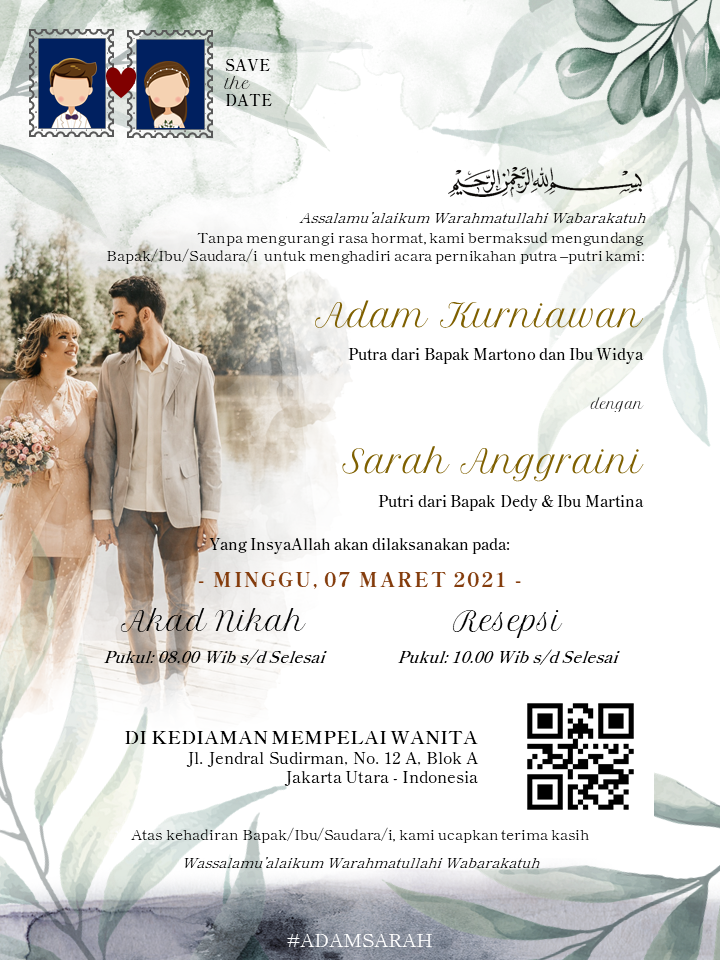 SAVE
the
DATE
بسم الله الرحمن الرحيم
Assalamu'alaikum Warahmatullahi Wabarakatuh
Tanpa mengurangi rasa hormat, kami bermaksud mengundang
Bapak/Ibu/Saudara/i untuk menghadiri acara pernikahan putra –putri kami:
Adam Kurniawan
Putra dari Bapak Martono dan Ibu Widya
dengan
Sarah Anggraini
Putri dari Bapak Dedy & Ibu Martina
Yang InsyaAllah akan dilaksanakan pada:
- MINGGU, 07 MARET 2021 -
Akad Nikah
Pukul: 08.00 Wib s/d Selesai
Resepsi
Pukul: 10.00 Wib s/d Selesai
DI KEDIAMAN MEMPELAI WANITA
Jl. Jendral Sudirman, No. 12 A, Blok A
Jakarta Utara - Indonesia
Atas kehadiran Bapak/Ibu/Saudara/i, kami ucapkan terima kasih
Wassalamu'alaikum Warahmatullahi Wabarakatuh
#ADAMSARAH